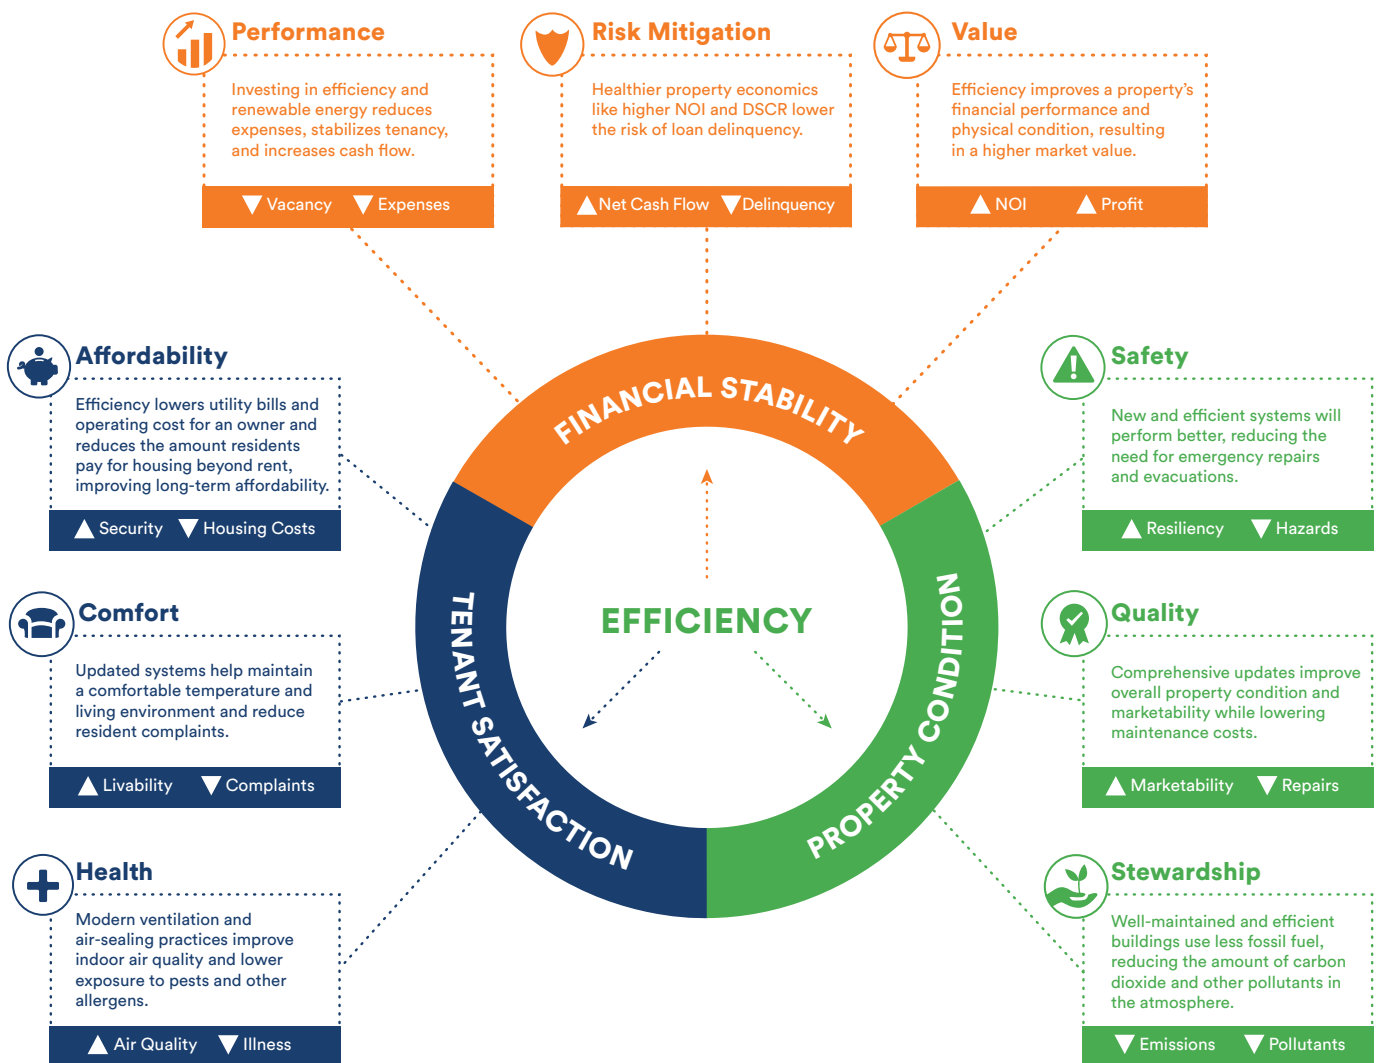 Performance
Investing in efficiency and
renewable energy reduces
expenses, stabilizes tenancy,
and increases cash flow.
Vacancy Expenses
Risk Mitigation
Healthier property economics
like higher NOI and DSCR lower
the risk of loan delinquency.
Net Cash Flow Delinquency
Value
Efficiency improves a property's
financial performance and
physical condition, resulting
in a higher market value.
NOI Profit
Affordability
Efficiency lowers utility bills and
operating cost for an owner and
reduces the amount residents
pay for housing beyond rent,
improving long-term affordability.
Security Housing Costs
Comfort
Updated systems help maintain
a comfortable temperature and
living environment and reduce
resident complaints.
Livability Complaints
Health
Modern ventilation and
air-sealing practices improve
indoor air quality and lower
exposure to pests and other
allergens.
Air Quality Illness
FINANCIAL STABILITY
TENANT SATISFACTION
PROPERTY CONDITION
EFFICIENCY
Safety
New and efficient systems will
perform better, reducing the
need for emergency repairs
and evacuations.
Resiliency Hazards
Quality
Comprehensive updates improve
overall property condition and
marketability while lowering
maintenance costs.
Marketability Repairs
Stewardship
Well-maintained and efficient
buildings use less fossil fuel,
reducing the amount of carbon
dioxide and other pollutants in
the atmosphere.
Emissions Pollutants